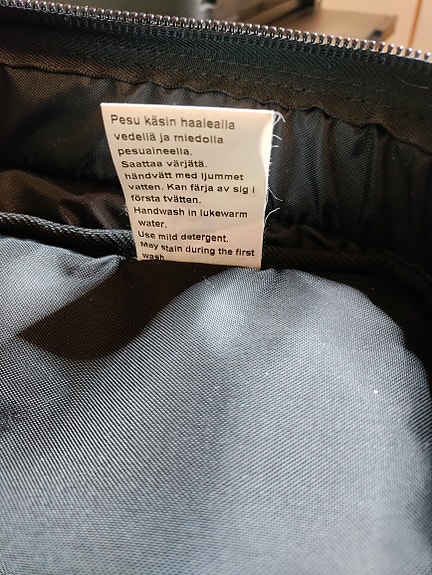 Pesu käsin haalealla
vedellä ja miedolla
pesuaineella.
Saattaa värjätä.
händvätt med ljummet
vatten. Kan färja av sig i
första tvätten.
Handwash in lukewarm
water.
Use mild detergent.
May stain during the first
wash